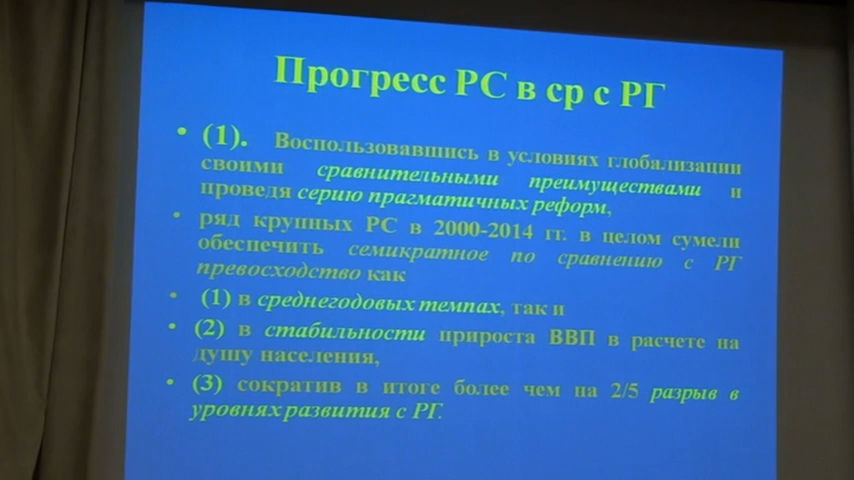 Прогресс РС в ср с РГ
• (1). Воспользовавшись в условиях глобализации
своими сравнительными преимуществами и
проведя серию прагматичных реформ,
• ряд крупных РС в 2000-2014 гг. в целом сумели
обеспечить семикратное по сравнению с РГ
превосходство как
• (1) в среднегодовых темпах, так и
• (2) в стабильности прироста ВВП в расчете на
душу населения,
• (3) сократив в итоге более чем на 2/5 разрыв в
уровнях развития с РГ.